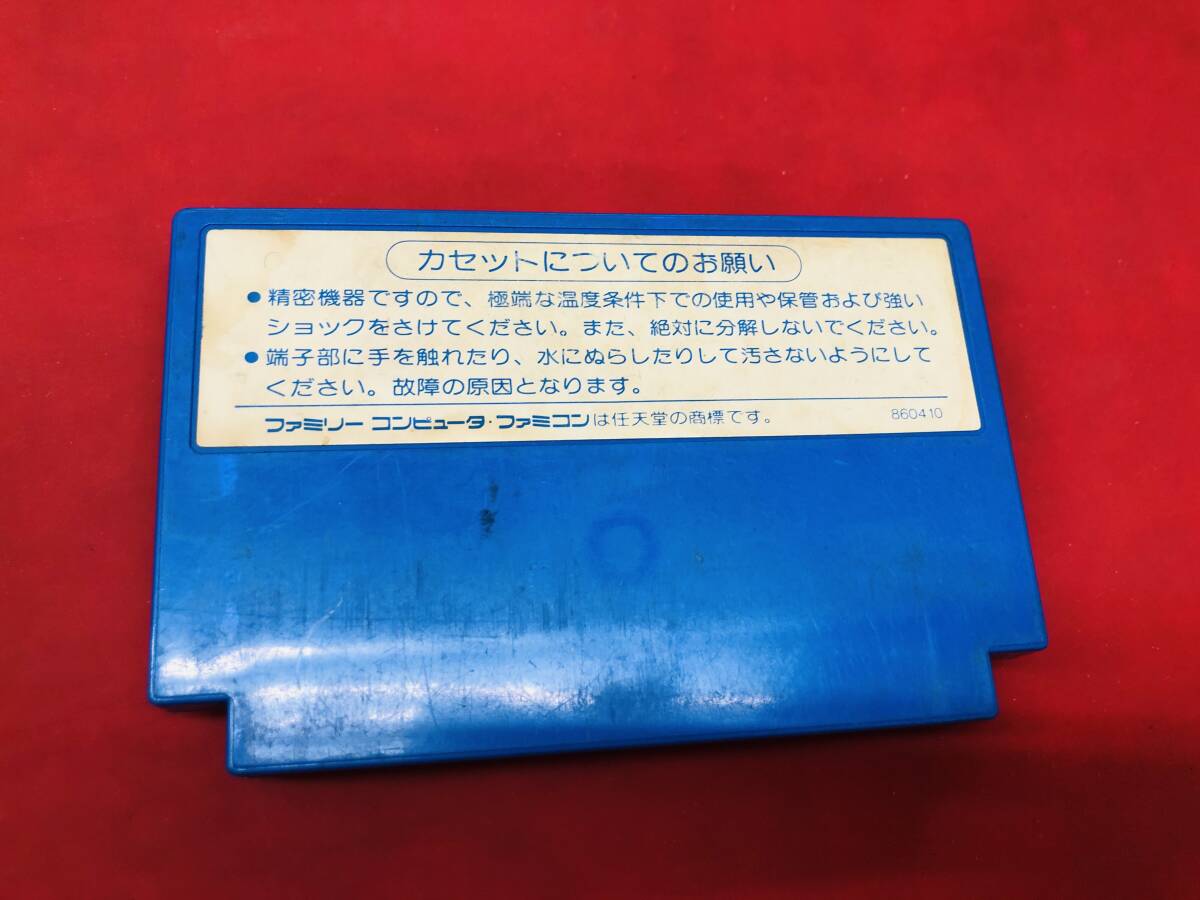 カセットについてのお願い
●精密機器ですので、極端な温度条件下での使用や保管および強い
ショックをさけてください。また、絶対に分解しないでください。
●端子部に手を触れたり、水にぬらしたりして汚さないようにして
ください。故障の原因となります。
ファミリー コンピュータ・ファミコンは任天堂の商標です。 860410